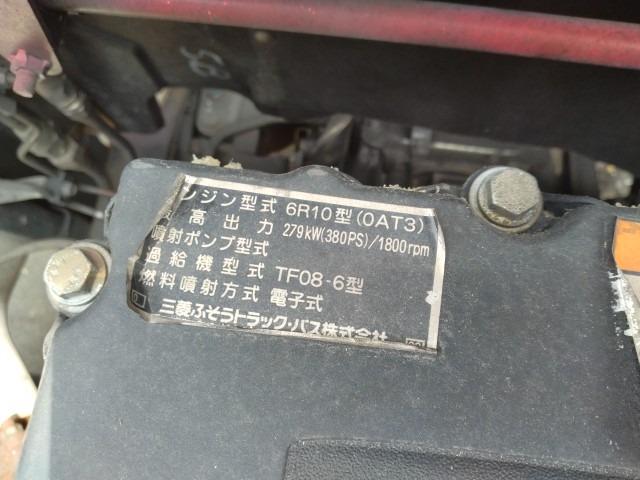 ンジン型式 6R10型(0AT3)
高出力 279kW(380PS)/1800rpm
噴射ポンプ型式
過給機型式 TF08-6型
燃料噴射方式 電子式
三菱ふそうトラック・バス株式会社